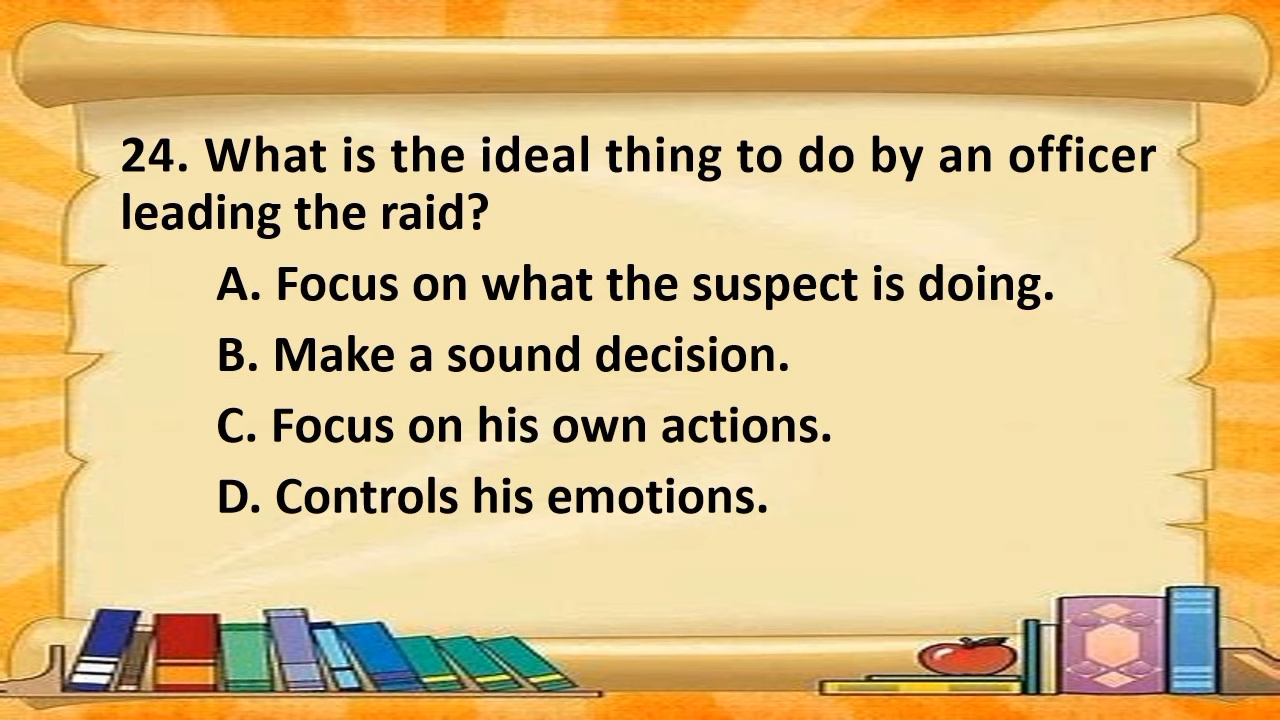 24. What is the ideal thing to do by an officer
leading the raid?
A. Focus on what the suspect is doing.
B. Make a sound decision.
C. Focus on his own actions.
D. Controls his emotions.